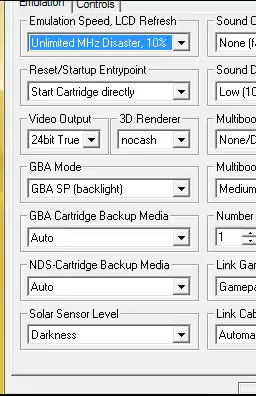 Emulation Controls
Emulation Speed, LCD Refresh
Unlimited MHz Disaster, 10%
Reset/Startup Entrypoint
Start Cartridge directly
Video Output 3D Renderer
24bit True nocash
GBA Mode
GBA SP (backlight)
GBA Cartridge Backup Media
Auto
NDS-Cartridge Backup Media
Auto
Solar Sensor Level
Darkness
Sound
None (f
Sound D
Low (10
Multiboo
None/D
Multiboo
Medium
Number
1
Link Ga
Gamepa
Link Cab
Automa